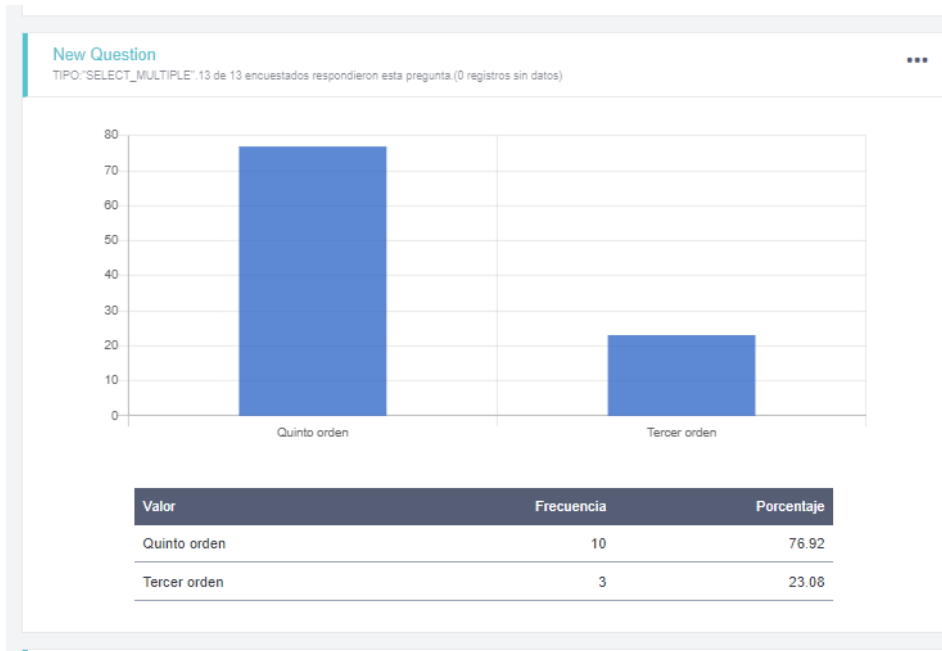 New Question
TIPO:"SELECT_MULTIPLE".13 de 13 encuestados respondieron esta pregunta.(0 registros sin datos)
80
70
60
50
40
30
20
10
0
Quinto orden Tercer orden
Valor Frecuencia Porcentaje
Quinto orden 10 76.92
Tercer orden 3 23.08